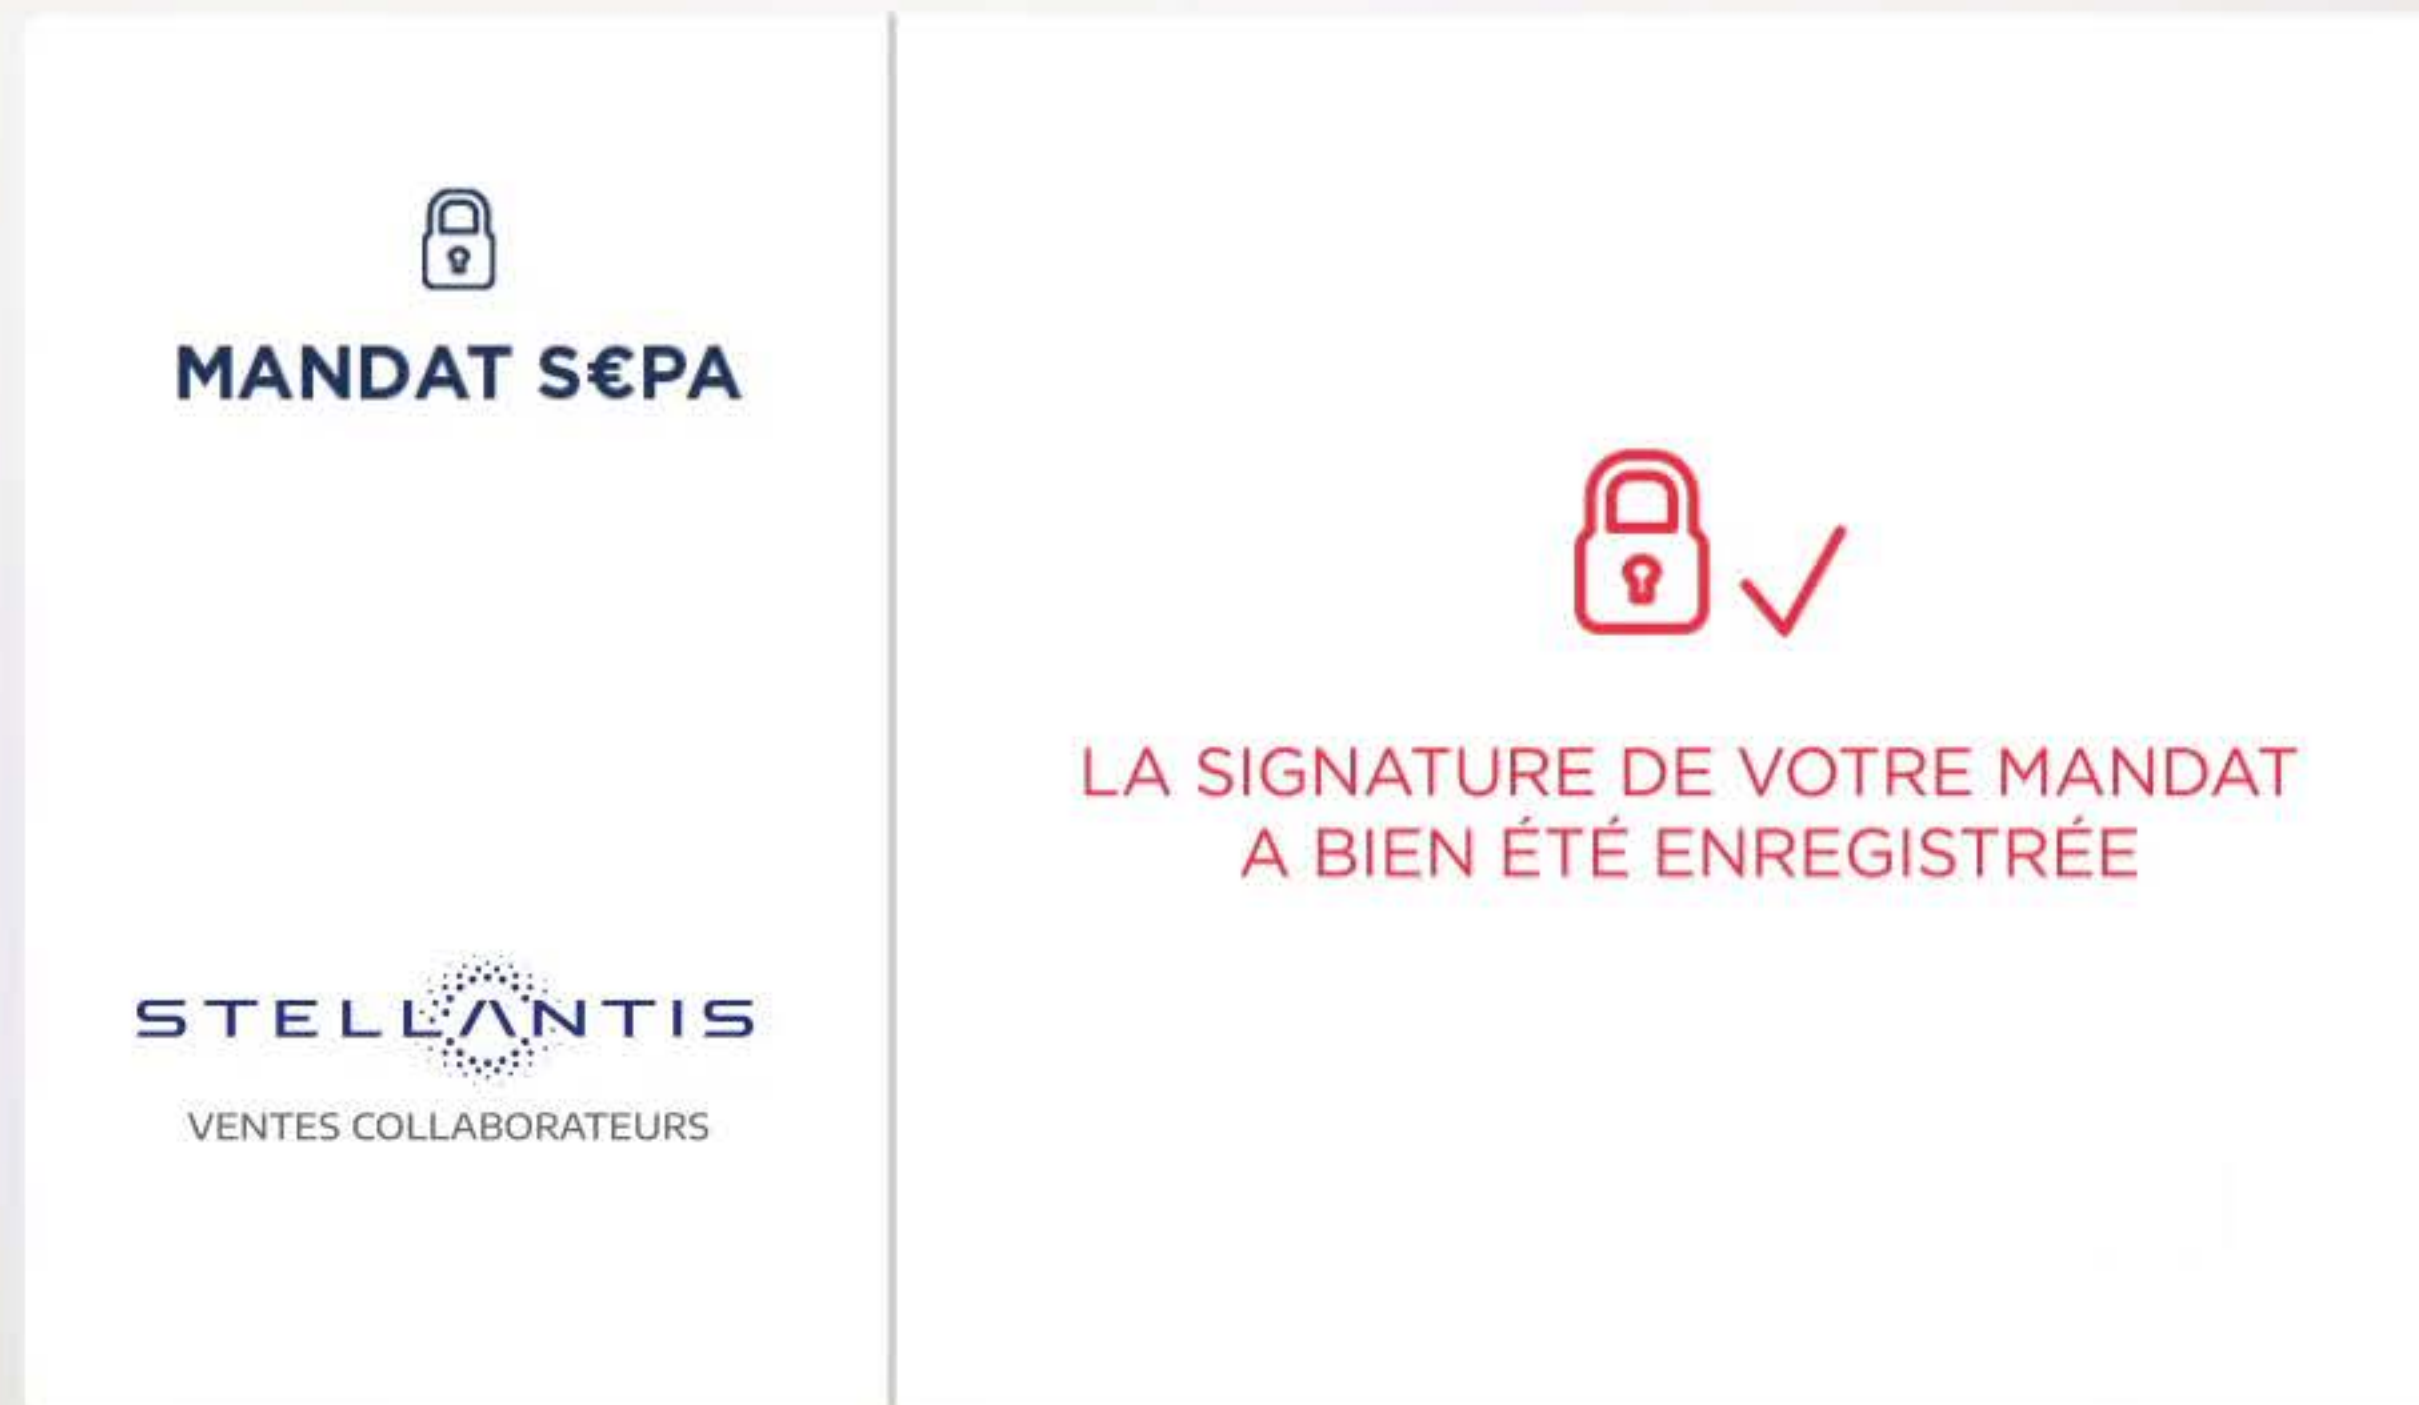 MANDAT S€PA
STELLANTIS
VENTES COLLABORATEURS
LA SIGNATURE DE VOTRE MANDAT
A BIEN ÉTÉ ENREGISTRÉE